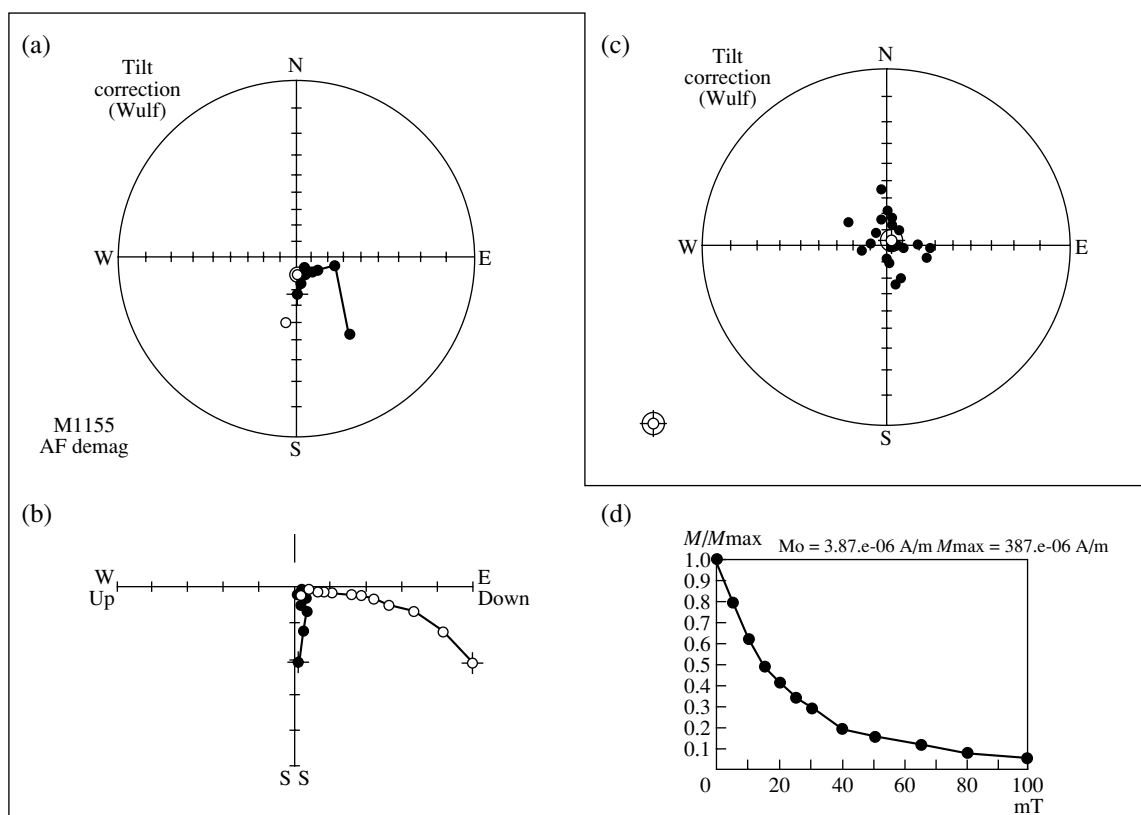 (a)
Tilt
correction
(Wulf)
N
W
E
S
M1155
AF demag
(c)
Tilt
correction
(Wulf)
N
W
E
S
(b)
W
Up
E
Down
S S
(d)
M/Mmax
Mo = 3.87.e-06 A/m Mmax = 387.e-06 A/m
1.0
0.9
0.8
0.7
0.6
0.5
0.4
0.3
0.2
0.1
0 20 40 60 80 100
mT